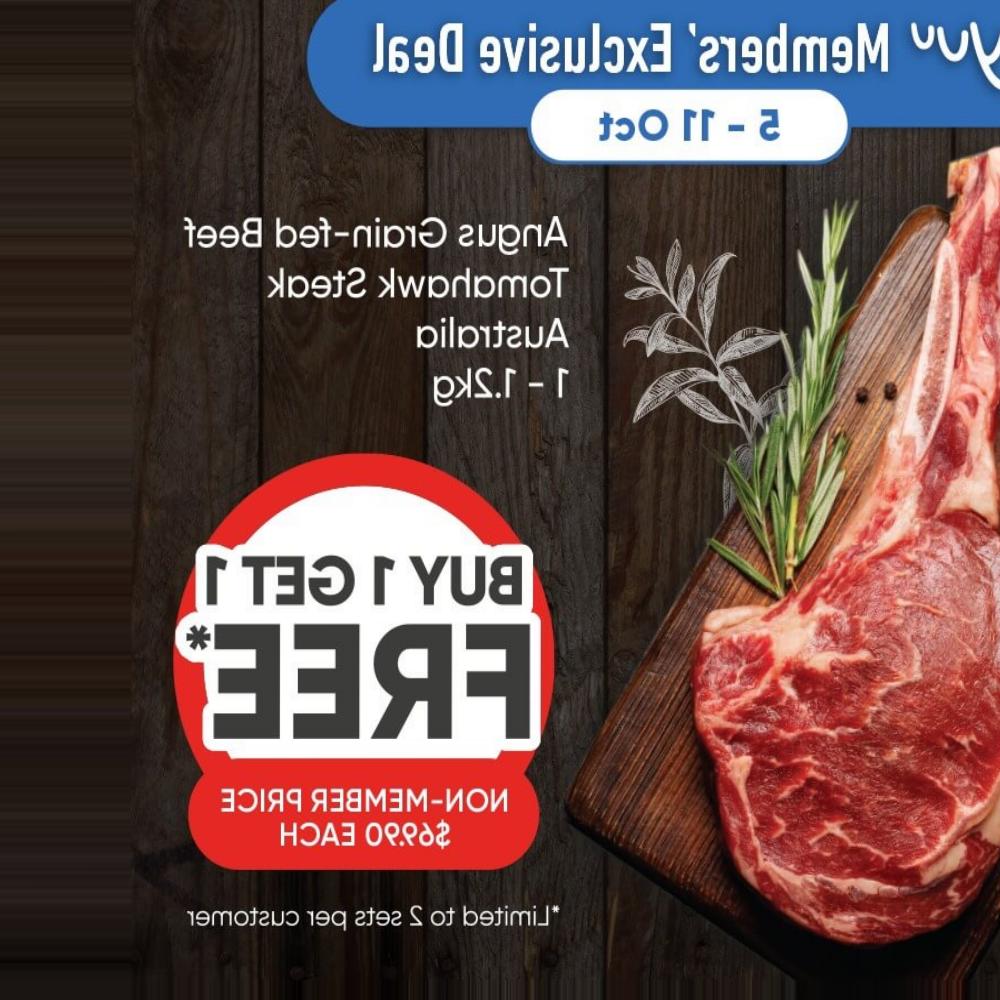 yuu Members' Exclusive Deal
5 - 11 Oct
Angus Grain-fed Beef
Tomahawk Steak
Australia
1 - 1.2kg
BUY 1 GET 1
FREE*
NON-MEMBER PRICE
$69.90 EACH
*Limited to 2 sets per customer